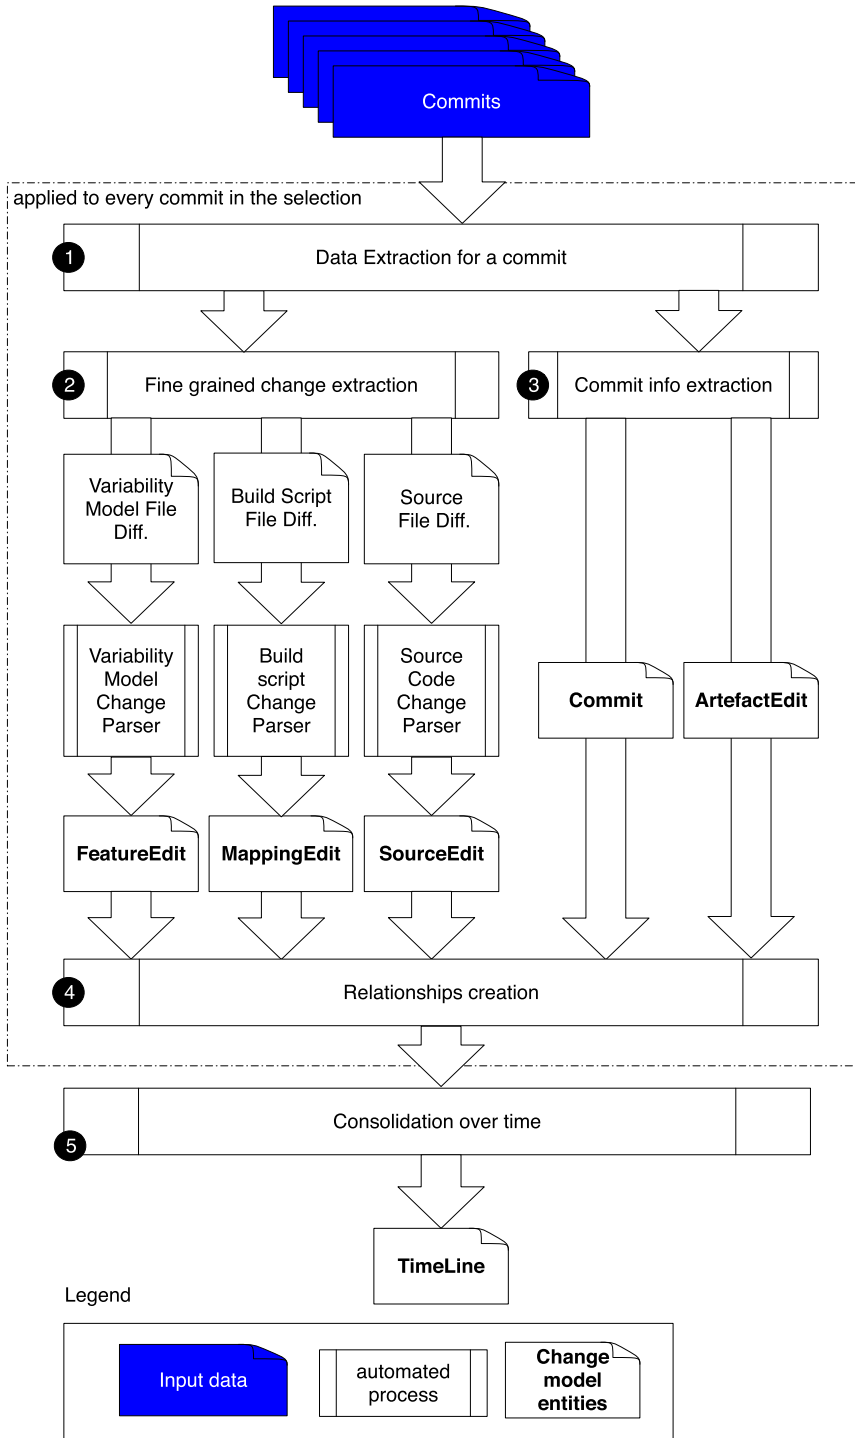 Commits
applied to every commit in the selection
1
Data Extraction for a commit
2
Fine grained change extraction
3
Commit info extraction
Variability
Model File
Diff.
Build Script
File Diff.
Source
File Diff.
Variability
Model
Change
Parser
Build
script
Change
Parser
Source
Code
Change
Parser
Commit
ArtefactEdit
FeatureEdit
MappingEdit
SourceEdit
4
Relationships creation
5
Consolidation over time
TimeLine
Legend
Input data
automated
process
Change
model
entities